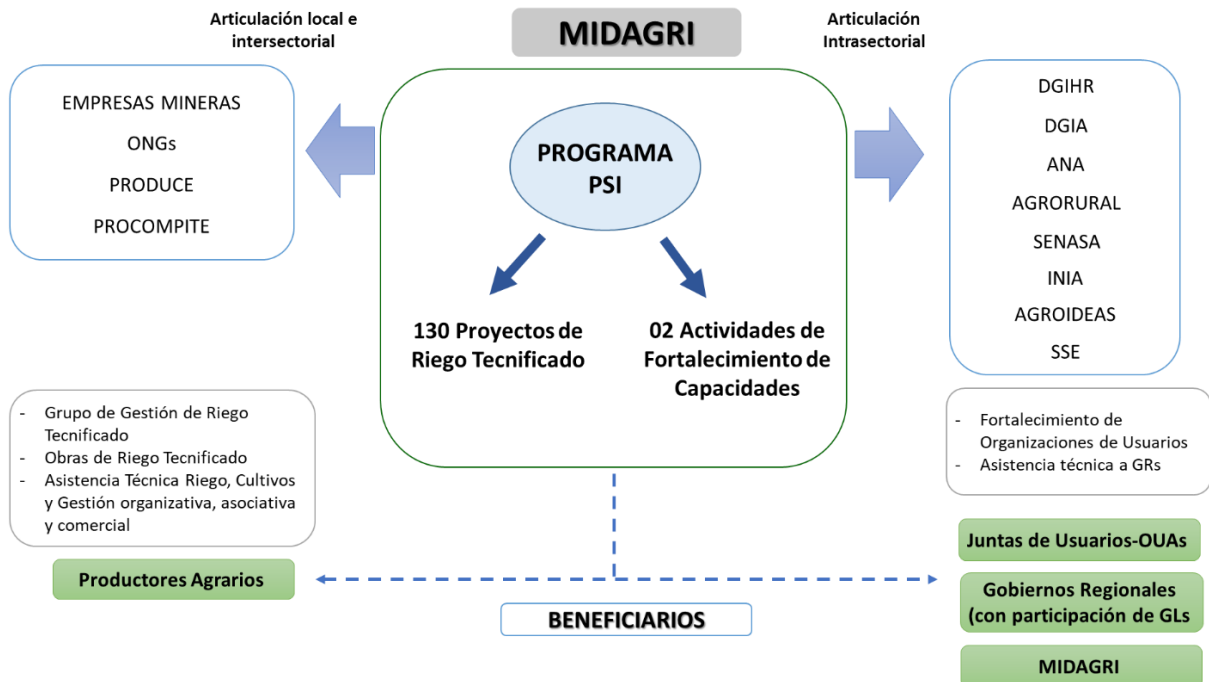 Articulación local e
intersectorial
MIDAGRI
Articulación
Intrasectorial
EMPRESAS MINERAS
ONGs
PRODUCE
PROCOMPITE
PROGRAMA
PSI
130 Proyectos de
Riego Tecnificado
02 Actividades de
Fortalecimiento de
Capacidades
DGIHR
DGIA
ANA
AGRORURAL
SENASA
INIA
AGROIDEAS
SSE
- Grupo de Gestión de Riego
Tecnificado
- Obras de Riego Tecnificado
- Asistencia Técnica Riego, Cultivos
y Gestión organizativa, asociativa
y comercial
- Fortalecimiento de
Organizaciones de Usuarios
- Asistencia técnica a GRs
Productores Agrarios
BENEFICIARIOS
Juntas de Usuarios-OUAs
Gobiernos Regionales
(con participación de GLs
MIDAGRI